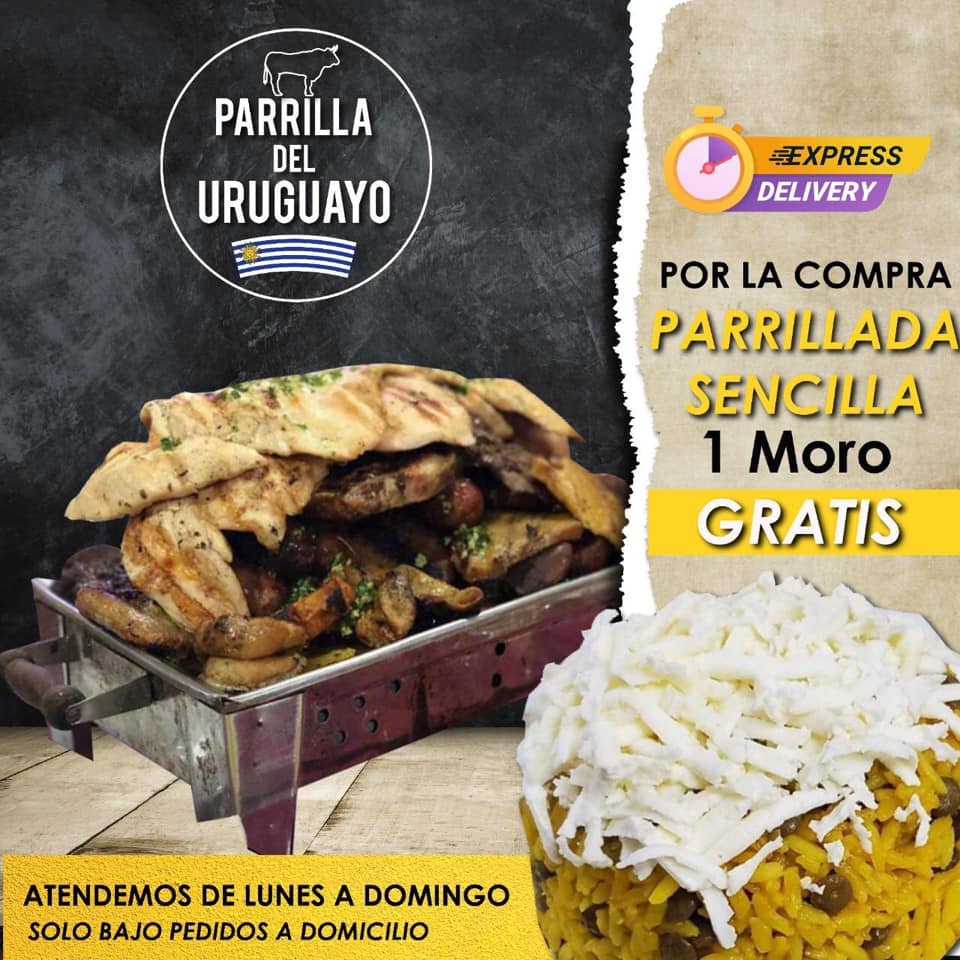 PARRILLA
DEL
URUGUAYO
EXPRESS
DELIVERY
POR LA COMPRA
PARRILLADA
SENCILLA
1 Moro
GRATIS
ATENDEMOS DE LUNES A DOMINGO
SOLO BAJO PEDIDOS A DOMICILIO